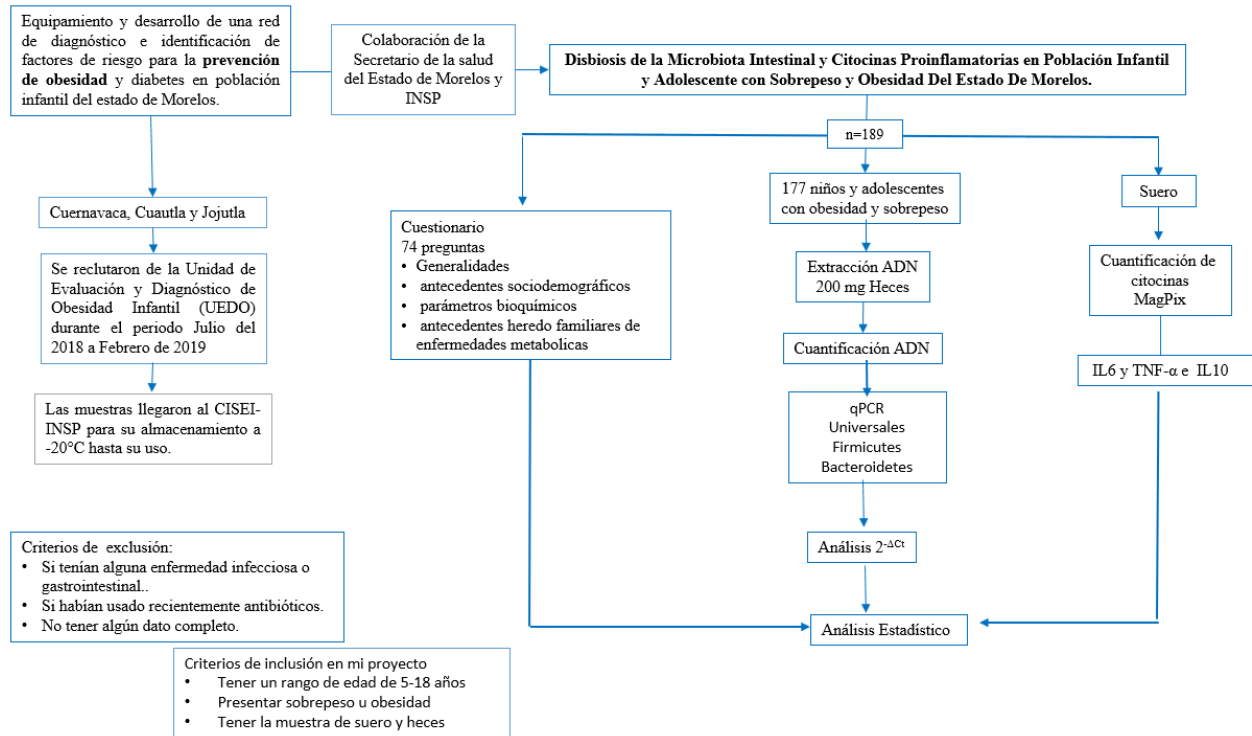 Equipamiento y desarrollo de una red
de diagnóstico e identificación de
factores de riesgo para la prevención
de obesidad y diabetes en población
infantil del estado de Morelos.
Colaboración de la
Secretario de la salud
del Estado de Morelos y
INSP
Disbiosis de la Microbiota Intestinal y Citocinas Proinflamatorias en Población Infantil
y Adolescente con Sobrepeso y Obesidad Del Estado De Morelos.
n=189
Cuernavaca, Cuautla y Jojutla
Se reclutaron de la Unidad de
Evaluación y Diagnóstico de
Obesidad Infantil (UEDO)
durante el periodo Julio del
2018 a Febrero de 2019
Las muestras llegaron al CISEI-
INSP para su almacenamiento a
-20°C hasta su uso.
Cuestionario
74 preguntas
• Generalidades
• antecedentes sociodemográficos
• parámetros bioquímicos
• antecedentes heredo familiares de
enfermedades metabolicas
177 niños y adolescentes
con obesidad y sobrepeso
Extracción ADN
200 mg Heces
Cuantificación ADN
qPCR
Universales
Firmicutes
Bacteroidetes
Análisis 2-ΔCt
Análisis Estadístico
Suero
Cuantificación de
citocinas
MagPix
IL6 y TNF-α e IL10
Criterios de exclusión:
• Si tenían alguna enfermedad infecciosa o
gastrointestinal..
• Si habían usado recientemente antibióticos.
• No tener algún dato completo.
Criterios de inclusión en mi proyecto
• Tener un rango de edad de 5-18 años
• Presentar sobrepeso u obesidad
• Tener la muestra de suero y heces